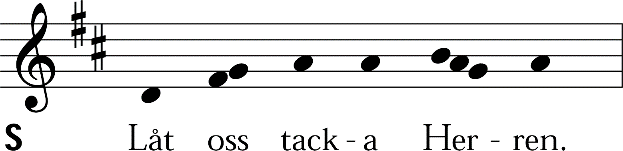 S Låt oss tack - a Her - ren.